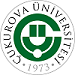 ÇUKUROVA ÜNİVERSİTESİ
• 1973 •